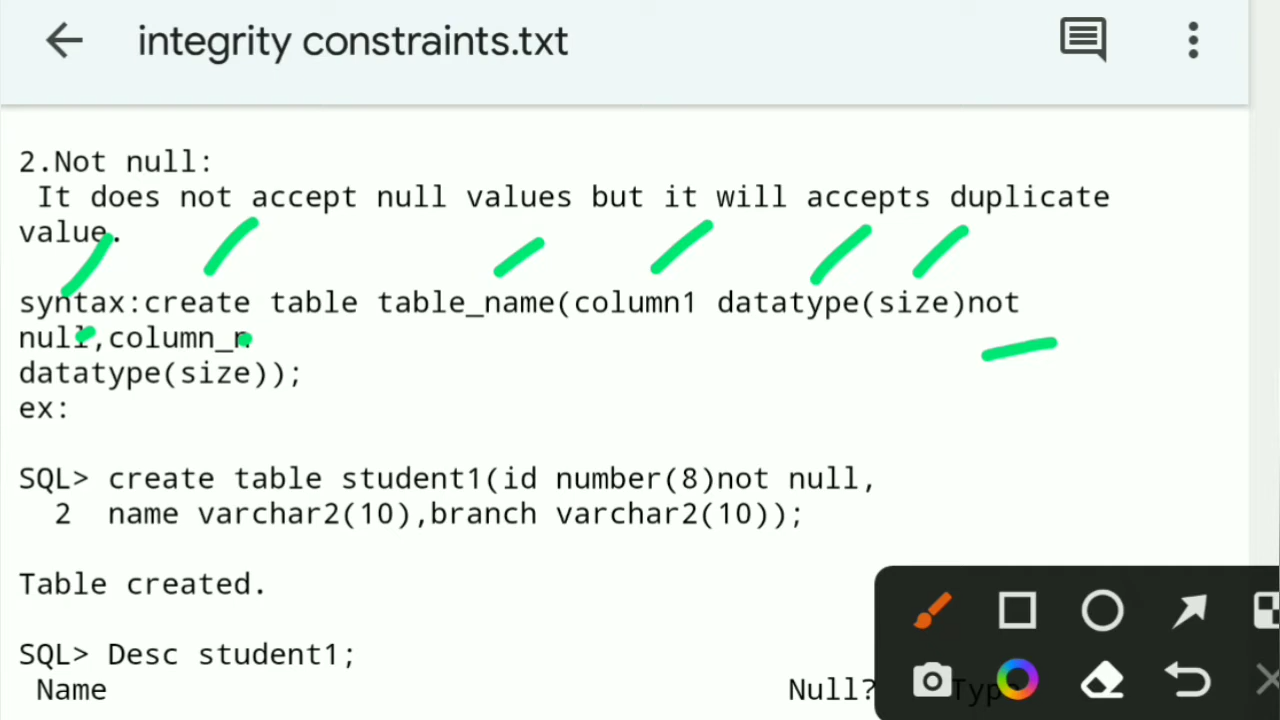 integrity constraints.txt
2.Not null:
It does not accept null values but it will accepts duplicate
value.
syntax:create table table_name(column1 datatype(size)not
null,column_n
datatype(size));
ex:
SQL> create table student1(id number(8)not null,
2 name varchar2(10),branch varchar2(10));
Table created.
SQL> Desc student1;
Name Null?